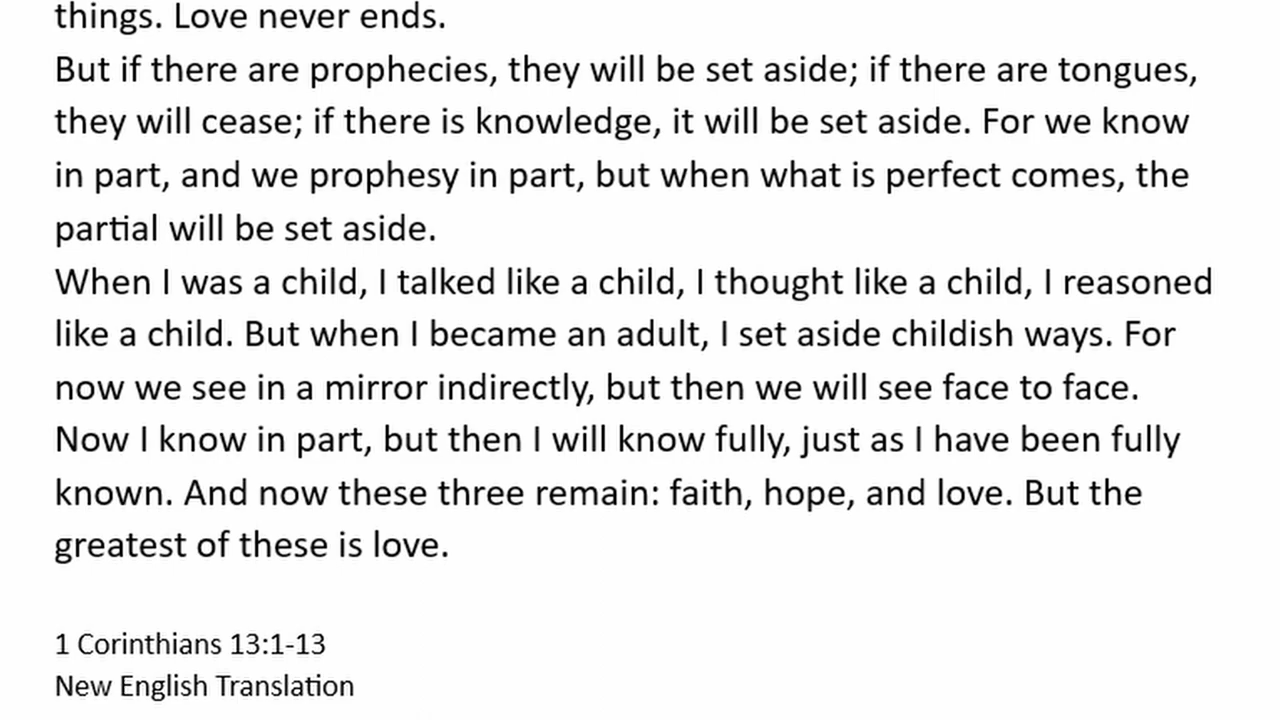 things. Love never ends.
But if there are prophecies, they will be set aside; if there are tongues,
they will cease; if there is knowledge, it will be set aside. For we know
in part, and we prophesy in part, but when what is perfect comes, the
partial will be set aside.
When I was a child, I talked like a child, I thought like a child, I reasoned
like a child. But when I became an adult, I set aside childish ways. For
now we see in a mirror indirectly, but then we will see face to face.
Now I know in part, but then I will know fully, just as I have been fully
known. And now these three remain: faith, hope, and love. But the
greatest of these is love.
1 Corinthians 13:1-13
New English Translation